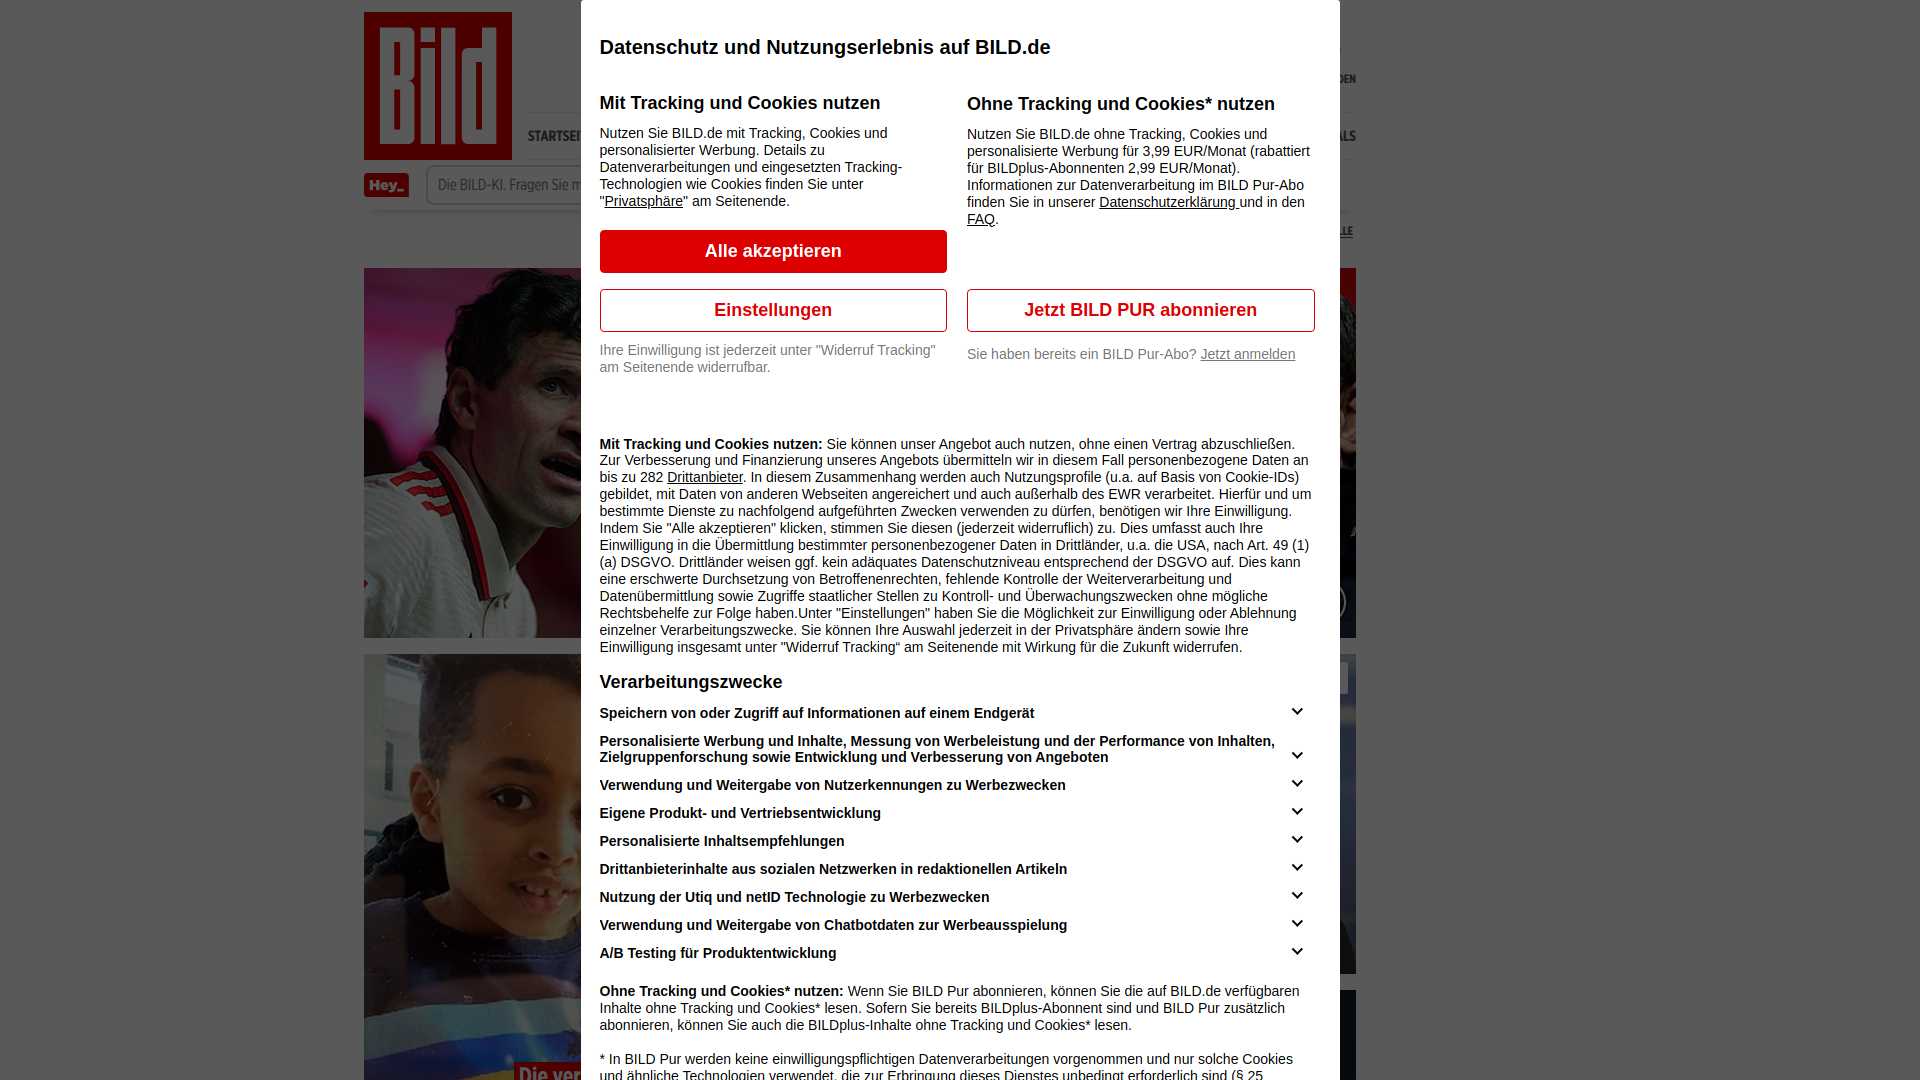 Bild
Datenschutz und Nutzungserlebnis auf BILD.de
Mit Tracking und Cookies nutzen
Nutzen Sie BILD.de mit Tracking, Cookies und
personalisierter Werbung. Details zu
Datenverarbeitungen und eingesetzten Tracking-
Technologien wie Cookies finden Sie unter
"Privatsphäre" am Seitenende.
Alle akzeptieren
Einstellungen
Ihre Einwilligung ist jederzeit unter "Widerruf Tracking"
am Seitenende widerrufbar.
Ohne Tracking und Cookies* nutzen
Nutzen Sie BILD.de ohne Tracking, Cookies und
personalisierte Werbung für 3,99 EUR/Monat (rabattiert
für BILDplus-Abonnenten 2,99 EUR/Monat).
Informationen zur Datenverarbeitung im BILD Pur-Abo
finden Sie in unserer Datenschutzerklärung und in den
FAQ.
Jetzt BILD PUR abonnieren
Sie haben bereits ein BILD Pur-Abo? Jetzt anmelden
STARTSEI
ALS
Hey_
Die BILD-KI. Fragen Sie m
Mit Tracking und Cookies nutzen: Sie können unser Angebot auch nutzen, ohne einen Vertrag abzuschließen.
Zur Verbesserung und Finanzierung unseres Angebots übermitteln wir in diesem Fall personenbezogene Daten an
bis zu 282 Drittanbieter. In diesem Zusammenhang werden auch Nutzungsprofile (u.a. auf Basis von Cookie-IDs)
gebildet, mit Daten von anderen Webseiten angereichert und auch außerhalb des EWR verarbeitet. Hierfür und um
bestimmte Dienste zu nachfolgend aufgeführten Zwecken verwenden zu dürfen, benötigen wir Ihre Einwilligung.
Indem Sie "Alle akzeptieren" klicken, stimmen Sie diesen (jederzeit widerruflich) zu. Dies umfasst auch Ihre
Einwilligung in die Übermittlung bestimmter personenbezogener Daten in Drittländer, u.a. die USA, nach Art. 49 (1)
(a) DSGVO. Drittländer weisen ggf. kein adäquates Datenschutzniveau entsprechend der DSGVO auf. Dies kann
eine erschwerte Durchsetzung von Betroffenenrechten, fehlende Kontrolle der Weiterverarbeitung und
Datenübermittlung sowie Zugriffe staatlicher Stellen zu Kontroll- und Überwachungszwecken ohne mögliche
Rechtsbehelfe zur Folge haben.Unter "Einstellungen" haben Sie die Möglichkeit zur Einwilligung oder Ablehnung
einzelner Verarbeitungszwecke. Sie können Ihre Auswahl jederzeit in der Privatsphäre ändern sowie Ihre
Einwilligung insgesamt unter "Widerruf Tracking“ am Seitenende mit Wirkung für die Zukunft widerrufen.
Verarbeitungszwecke
Speichern von oder Zugriff auf Informationen auf einem Endgerät
Personalisierte Werbung und Inhalte, Messung von Werbeleistung und der Performance von Inhalten,
Zielgruppenforschung sowie Entwicklung und Verbesserung von Angeboten
Verwendung und Weitergabe von Nutzerkennungen zu Werbezwecken
Eigene Produkt- und Vertriebsentwicklung
Personalisierte Inhaltsempfehlungen
Drittanbieterinhalte aus sozialen Netzwerken in redaktionellen Artikeln
Nutzung der Utiq und netID Technologie zu Werbezwecken
Verwendung und Weitergabe von Chatbotdaten zur Werbeausspielung
A/B Testing für Produktentwicklung
Ohne Tracking und Cookies* nutzen: Wenn Sie BILD Pur abonnieren, können Sie die auf BILD.de verfügbaren
Inhalte ohne Tracking und Cookies* lesen. Sofern Sie bereits BILDplus-Abonnent sind und BILD Pur zusätzlich
abonnieren, können Sie auch die BILDplus-Inhalte ohne Tracking und Cookies* lesen.
* In BILD Pur werden keine einwilligungspflichtigen Datenverarbeitungen vorgenommen und nur solche Cookies
und ähnliche Technologien verwendet, die zur Erbringung dieses Dienstes unbedingt erforderlich sind (§ 25
Die ver